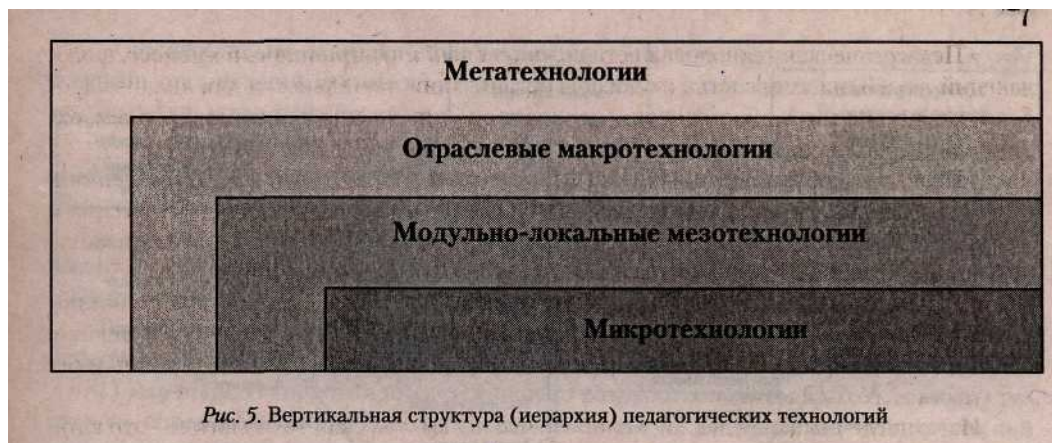 Метатехнологии
Отраслевые макротехнологии
Модульно-локальные мезотехнологии
Микротехнологии
Рис. 5. Вертикальная структура (иерархия) педагогических технологий